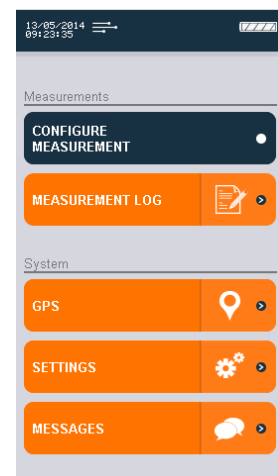 13/05/2014
09:23:35
Measurements
CONFIGURE
MEASUREMENT
MEASUREMENT LOG
System
GPS
SETTINGS
MESSAGES